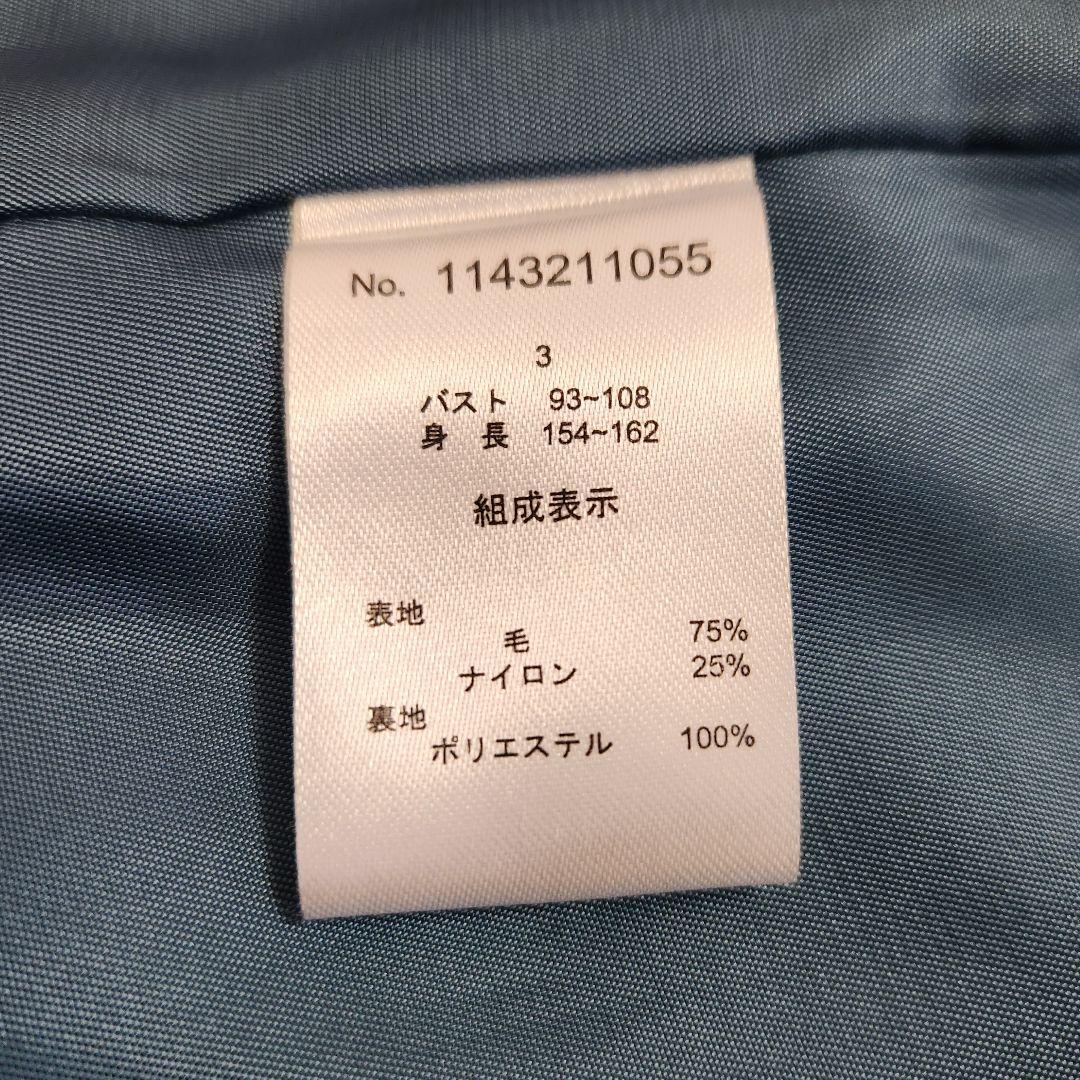 No. 1143211055
3
バスト 93~108
身 長 154~162
組成表示
表地
毛 75%
ナイロン 25%
裏地
ポリエステル 100%